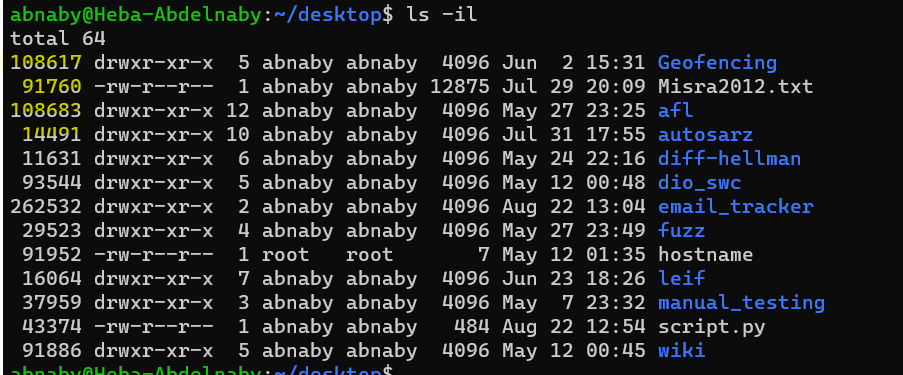 abnaby@Heba-Abdelnaby:~/desktop$ ls -il
total 64
108617 drwxr-xr-x  5 abnaby abnaby  4096 Jun  2 15:31 Geofencing
 91760 -rw-r--r--  1 abnaby abnaby 12875 Jul 29 20:09 Misra2012.txt
108683 drwxr-xr-x 12 abnaby abnaby  4096 May 27 23:25 afl
 14491 drwxr-xr-x 10 abnaby abnaby  4096 Jul 31 17:55 autosarz
 11631 drwxr-xr-x  6 abnaby abnaby  4096 May 24 22:16 diff-hellman
 93544 drwxr-xr-x  5 abnaby abnaby  4096 May 12 00:48 dio_swc
262532 drwxr-xr-x  2 abnaby abnaby  4096 Aug 22 13:04 email_tracker
 29523 drwxr-xr-x  4 abnaby abnaby  4096 May 27 23:49 fuzz
 91952 -rw-r--r--  1 root   root       7 May 12 01:35 hostname
 16064 drwxr-xr-x  7 abnaby abnaby  4096 Jun 23 18:26 leif
 37959 drwxr-xr-x  3 abnaby abnaby  4096 May  7 23:32 manual_testing
 43374 -rw-r--r--  1 abnaby abnaby   484 Aug 22 12:54 script.py
 91886 drwxr-xr-x  5 abnaby abnaby  4096 May 12 00:45 wiki
abnaby@Heba-Abdelnaby:~/desktop$